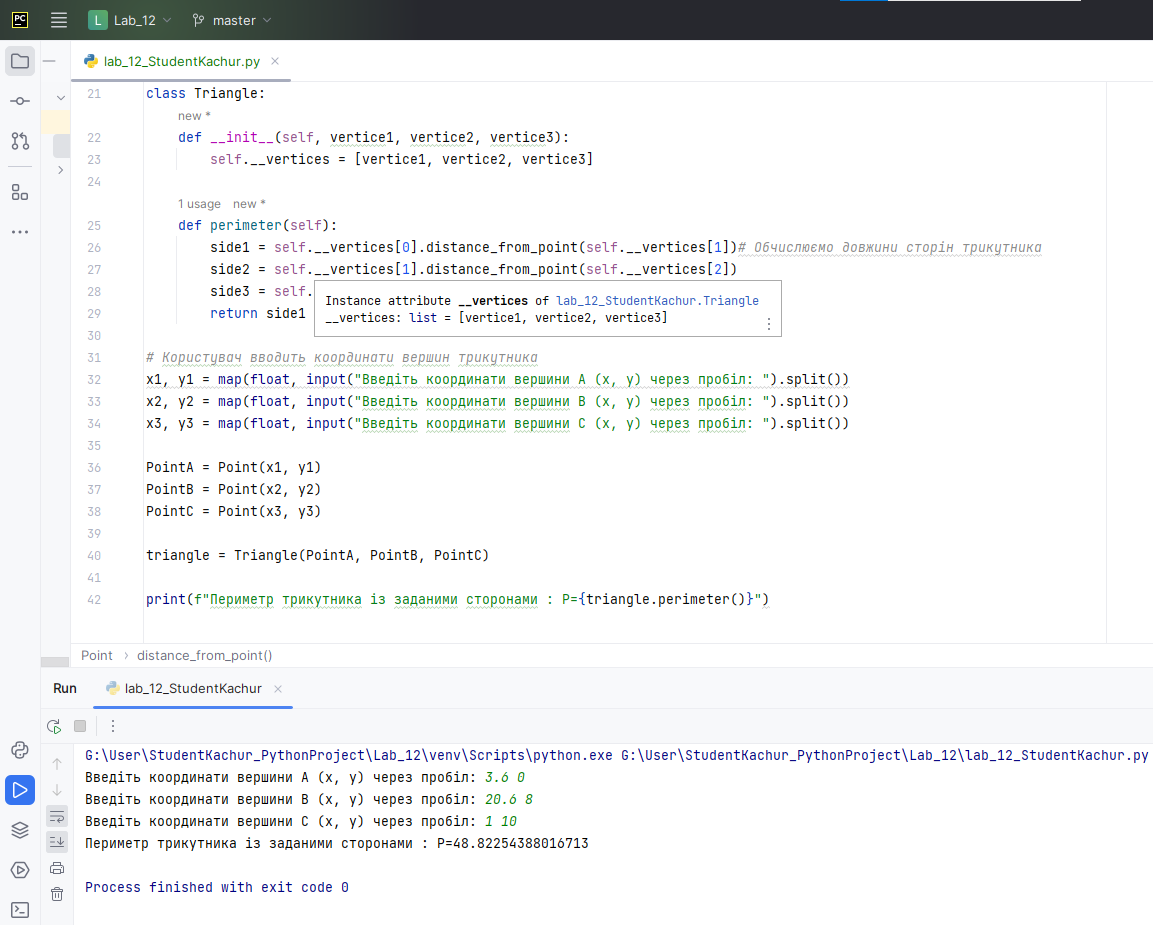 PC L Lab_12 master
lab_12_StudentKachur.py
21 class Triangle:
new *
22 def __init__(self, vertice1, vertice2, vertice3):
23 self.__vertices = [vertice1, vertice2, vertice3]
24
1 usage new *
25 def perimeter(self):
26 side1 = self.__vertices[0].distance_from_point(self.__vertices[1])# Обчислюємо довжини сторін трикутника
27 side2 = self.__vertices[1].distance_from_point(self.__vertices[2])
28 side3 = self.
Instance attribute __vertices of lab_12_StudentKachur.Triangle
__vertices: list = [vertice1, vertice2, vertice3]
29 return side1
30
31 # Користувач вводить координати вершин трикутника
32 x1, y1 = map(float, input("Введіть координати вершини A (x, y) через пробіл: ").split())
33 x2, y2 = map(float, input("Введіть координати вершини B (x, y) через пробіл: ").split())
34 x3, y3 = map(float, input("Введіть координати вершини C (x, y) через пробіл: ").split())
35
36 PointA = Point(x1, y1)
37 PointB = Point(x2, y2)
38 PointC = Point(x3, y3)
39
40 triangle = Triangle(PointA, PointB, PointC)
41
42 print(f"Периметр трикутника із заданими сторонами : P={triangle.perimeter()}")
Point › distance_from_point()
Run lab_12_StudentKachur
G:\User\StudentKachur_PythonProject\Lab_12\venv\Scripts\python.exe G:\User\StudentKachur_PythonProject\Lab_12\lab_12_StudentKachur.py
Введіть координати вершини A (x, y) через пробіл: 3.6 0
Введіть координати вершини B (x, y) через пробіл: 20.6 8
Введіть координати вершини C (x, y) через пробіл: 1 10
Периметр трикутника із заданими сторонами : P=48.82254388016713
Process finished with exit code 0